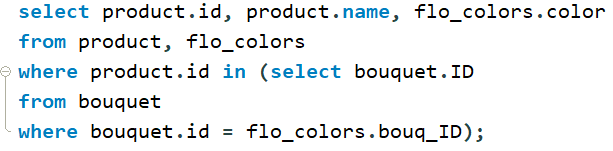 select product.id, product.name, flo_colors.color
from product, flo_colors
where product.id in (select bouquet.ID
from bouquet
where bouquet.id = flo_colors.bouq_ID);